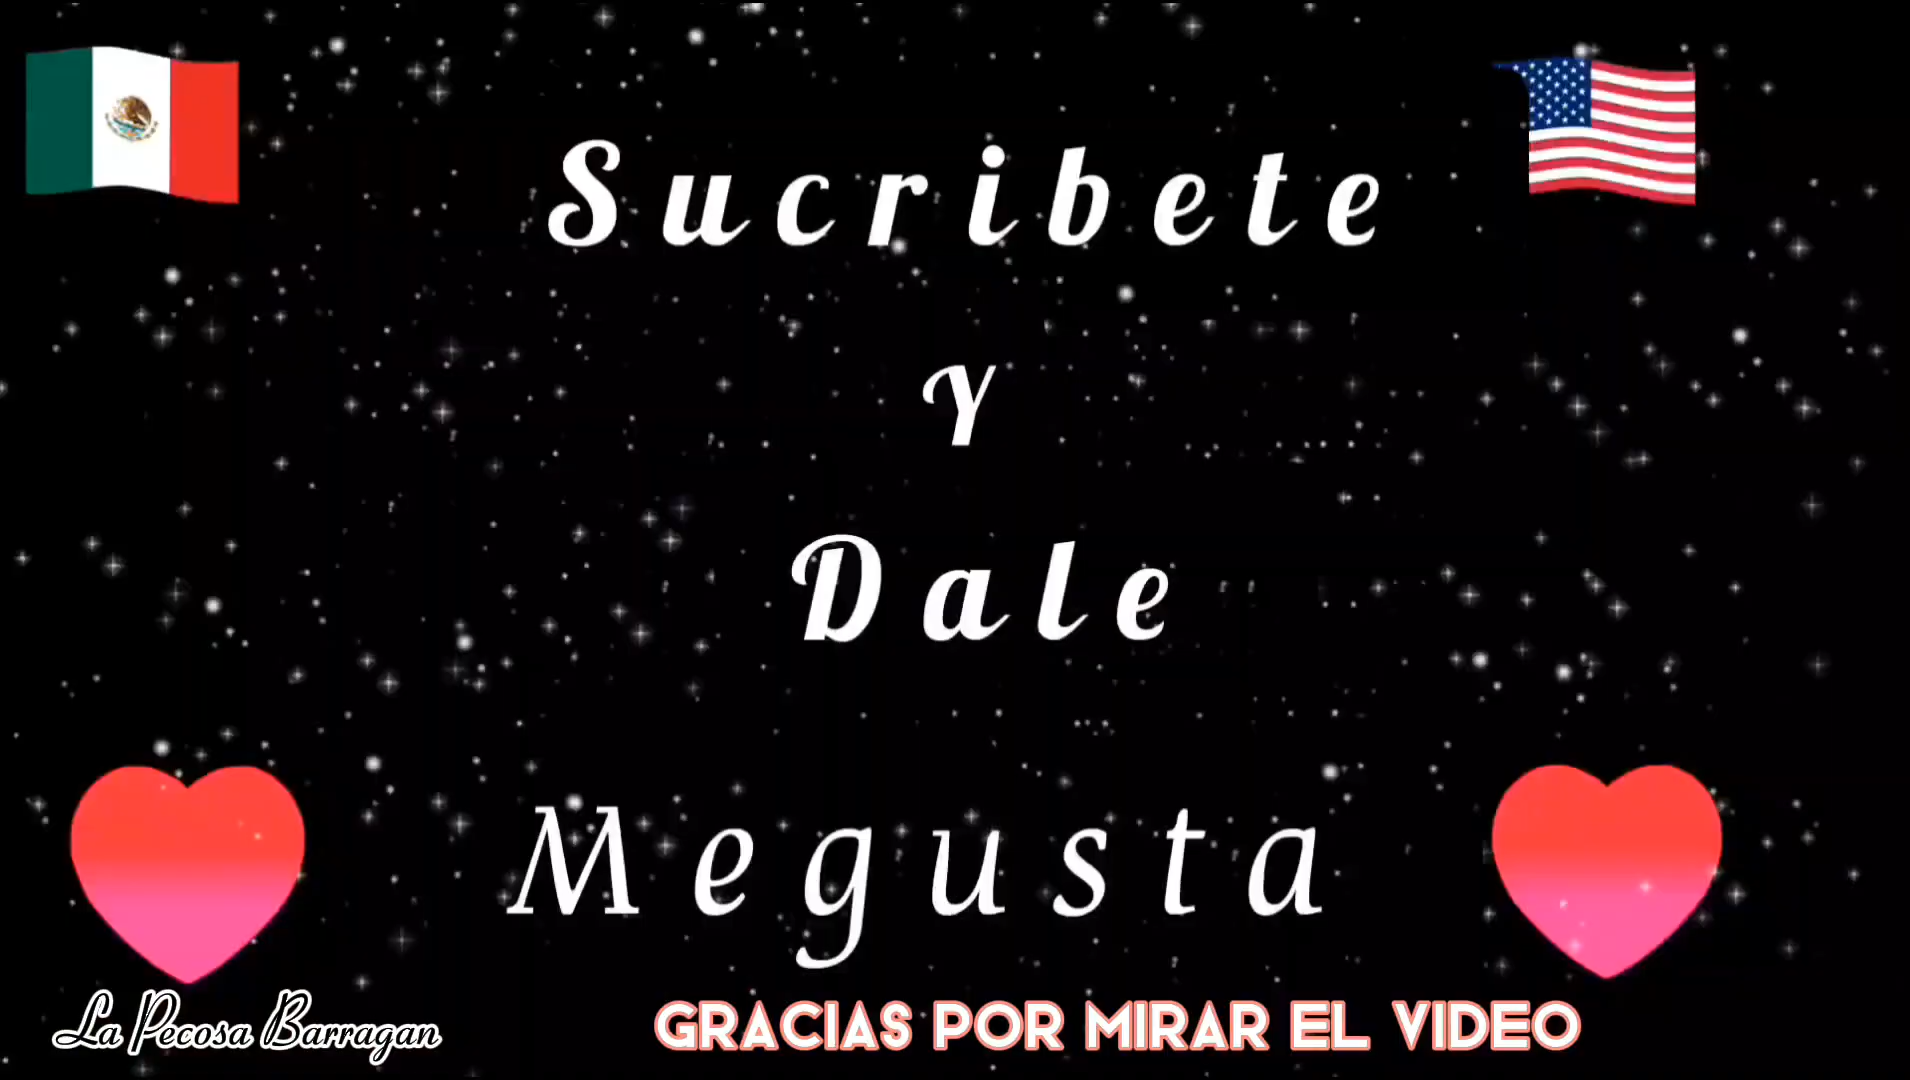 Sucribete
Y
Dale
Megusta
La Pecosa Barragan
GRACIAS POR MIRAR EL VIDEO